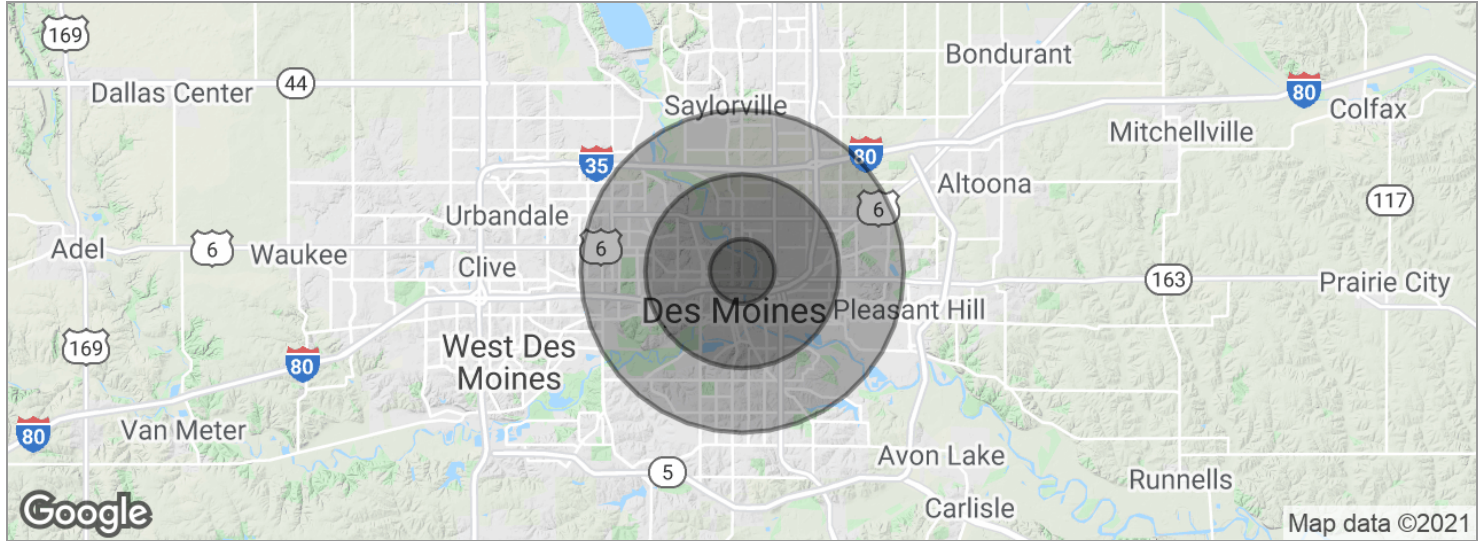 169
Dallas Center
44
Saylorville
Bondurant
80
Colfax
Mitchellville
35
80
Altoona
117
Urbandale
6
6
6
Adel
Waukee
Clive
163
Prairie City
Des Moines
Pleasant Hill
169
West Des
Moines
80
80
Van Meter
Avon Lake
5
Runnells
Carlisle
Google
Map data ©2021